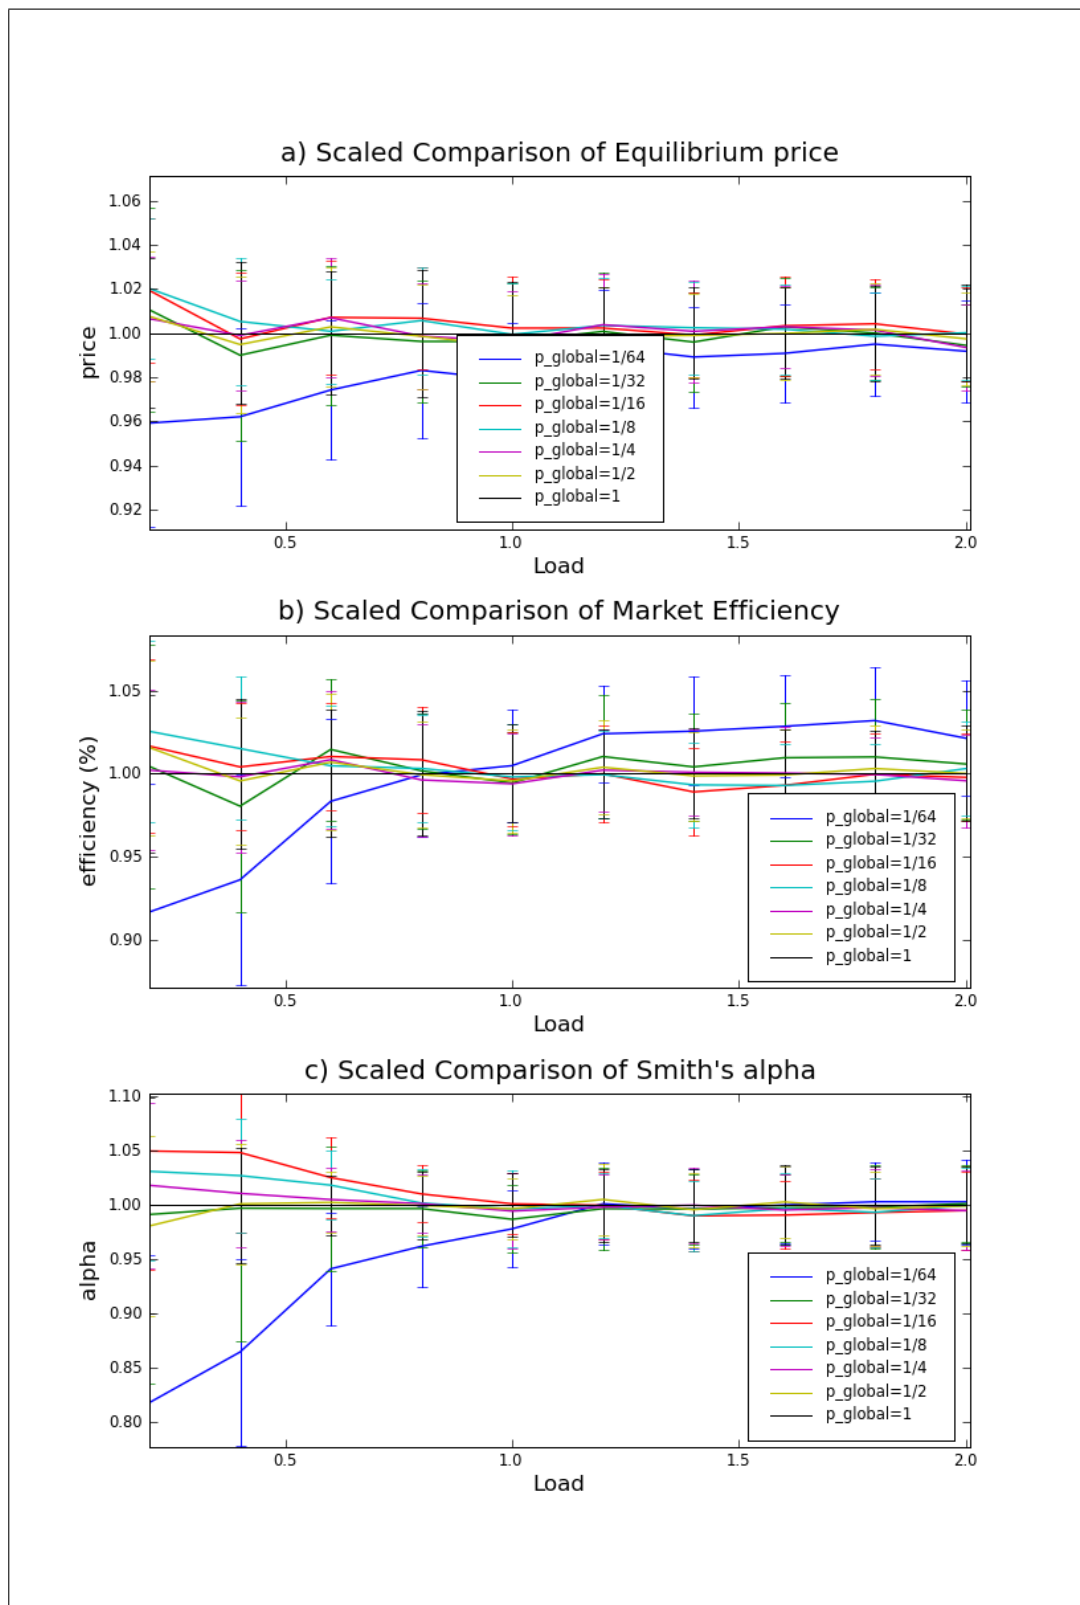 a) Scaled Comparison of Equilibrium price
1.06
1.04
1.02
1.00
0.98
0.96
0.94
0.92
price
p_global=1/64
p_global=1/32
p_global=1/16
p_global=1/8
p_global=1/4
p_global=1/2
p_global=1
0.5 1.0 1.5 2.0
Load
b) Scaled Comparison of Market Efficiency
1.05
1.00
0.95
0.90
efficiency (%)
p_global=1/64
p_global=1/32
p_global=1/16
p_global=1/8
p_global=1/4
p_global=1/2
p_global=1
0.5 1.0 1.5 2.0
Load
c) Scaled Comparison of Smith's alpha
1.10
1.05
1.00
0.95
0.90
0.85
0.80
alpha
p_global=1/64
p_global=1/32
p_global=1/16
p_global=1/8
p_global=1/4
p_global=1/2
p_global=1
0.5 1.0 1.5 2.0
Load